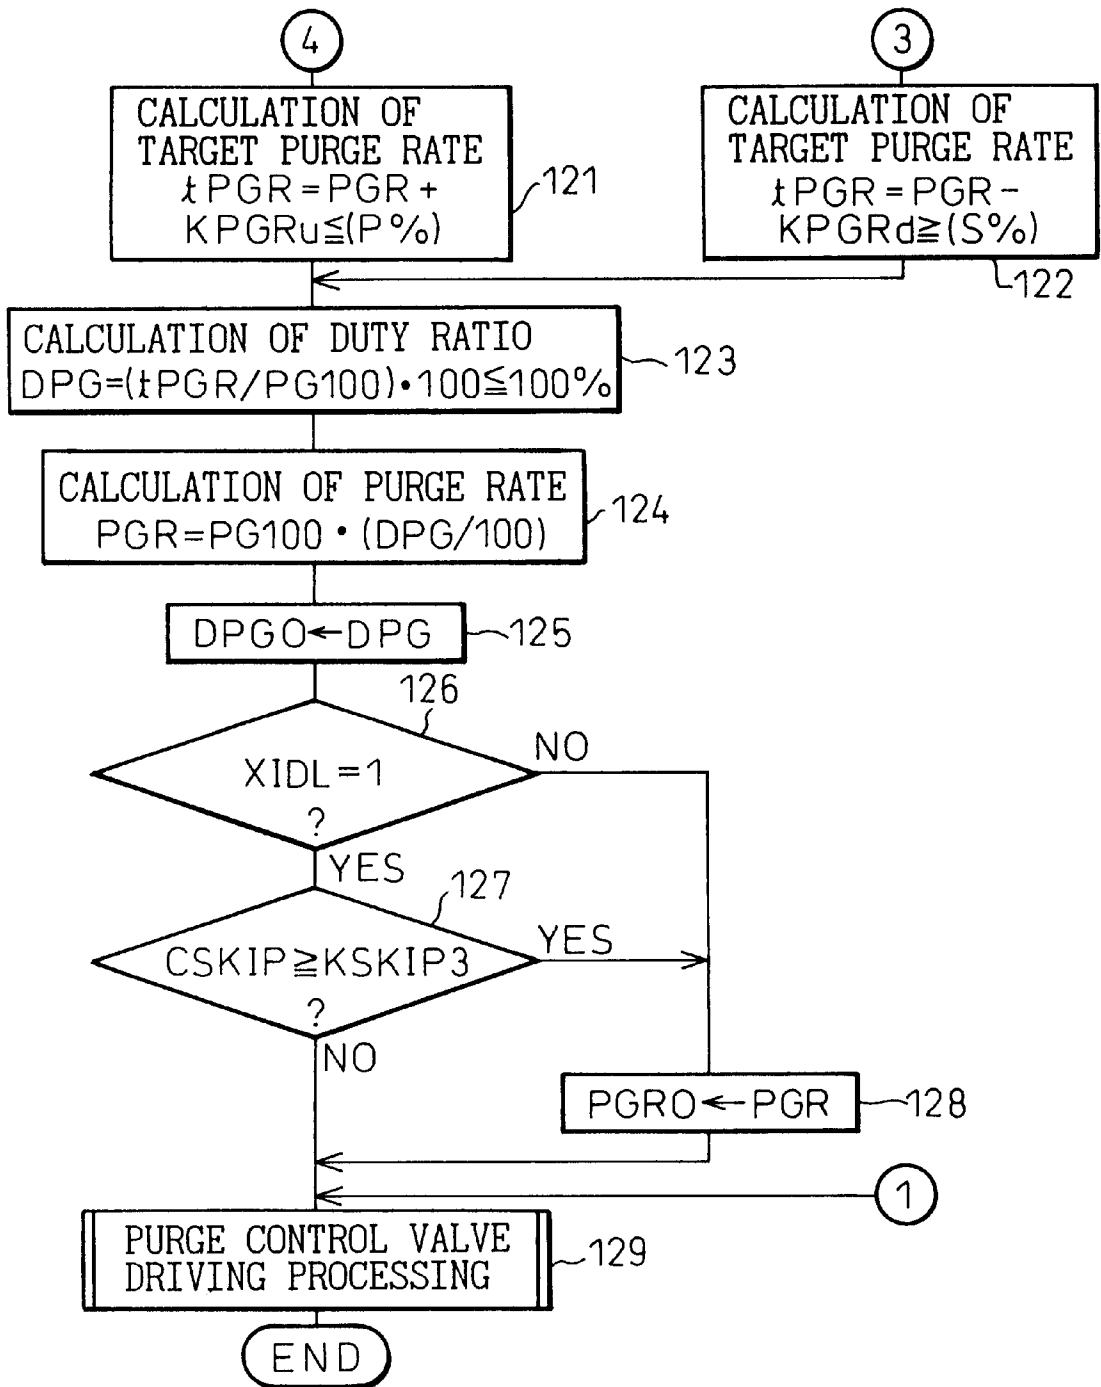 4
3
CALCULATION OF
TARGET PURGE RATE
tPGR=PGR+
KPGRu≦(P%)
121
CALCULATION OF
TARGET PURGE RATE
tPGR=PGR-
KPGRd≧(S%)
122
CALCULATION OF DUTY RATIO
DPG=(tPGR/PG100)・100≦100%
123
CALCULATION OF PURGE RATE
PGR=PG100・(DPG/100)
124
DPGO←DPG
125
126
XIDL=1
?
NO
YES
127
CSKIP≧KSKIP3
?
YES
NO
PGRO←PGR
128
1
PURGE CONTROL VALVE
DRIVING PROCESSING
129
END